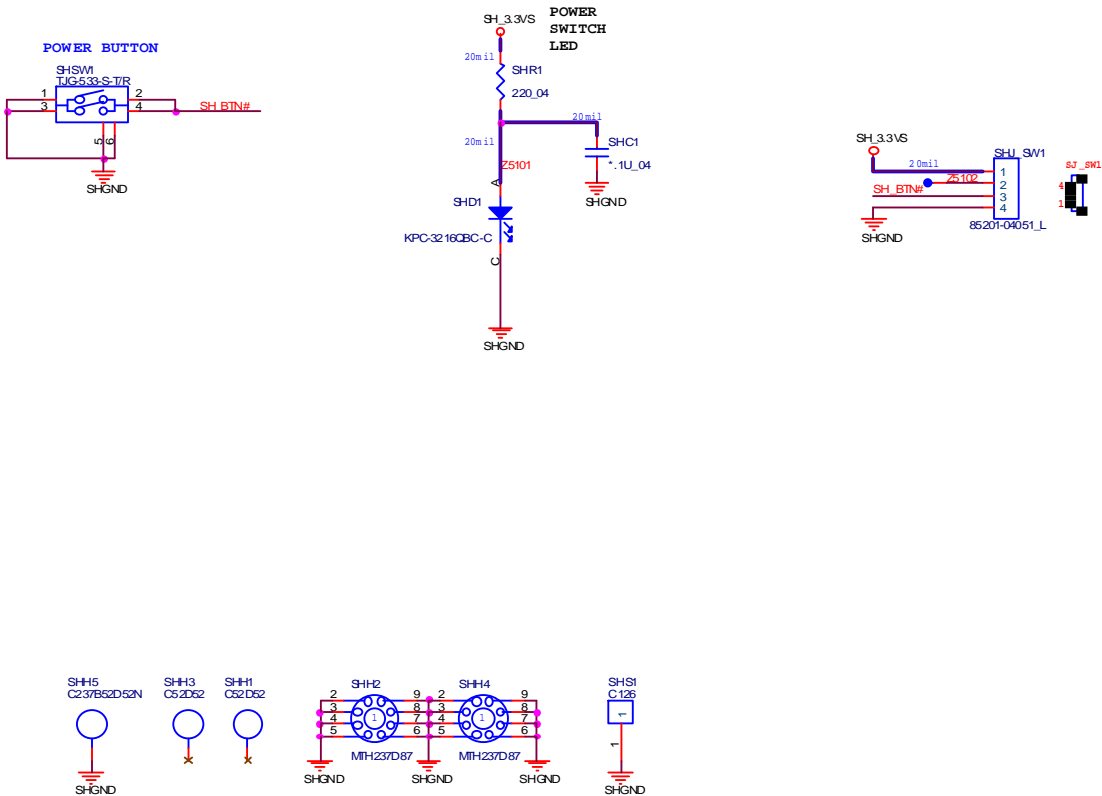 POWER BUTTON
SHSW1
TJG-533-S-T/R
1
3
2
4
5
6
SH_BTN#
SHGND
SH_3.3VS
POWER
SWITCH
LED
20mil
SHR1
220_04
20mil
20mil
Z5101
SHC1
*.1U_04
SHGND
A
SHD1
KPC-3216QBC-C
C
SHGND
SH_3.3VS
20mil
Z5102
SH_BTN#
SHGND
SHJ_SW1
1
2
3
4
85201-04051_L
SJ_SW1
4
1
SHH5
C237B52D52N
SHGND
SHH3
C52D52
SHH1
C52D52
SHH2
2
3
4
5
1
9
8
7
6
MTH237D87
SHGND
SHGND
SHH4
2
3
4
5
1
9
8
7
6
MTH237D87
SHGND
SHS1
C126
1
1
SHGND